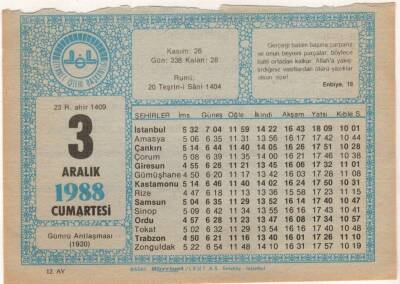 Kasım: 26
Gün: 338 Kalan: 28
Rumi:
20 Teşrin-i Sâni 1404
Gerçeği batılın başına çarparız
ve onun beynini parçalar, böylece
batıl ortadan kalkar. Allah'a yakış-
tırdığınız vasıflardan ötürü yazıklar
olsun size!
Enbiya, 18
23 R. ahir 1409
3
ARALIK
1988
CUMARTESİ
Gümrü Antlaşması
(1920)
12. AY
ŞEHİRLER İms. Güneş Öğle İkindi Akşam Yatsı Kıble S.
İstanbul 5 32 7 04 11 59 14 22 16 43 18 09 10 01
Amasya 5 06 6 35 11 31 13 56 16 17 17 42 10 44
Çankırı 5 14 6 44 11 40 14 05 16 26 17 51 10 28
Çorum 5 08 6 39 11 35 14 00 16 21 17 46 10 38
Giresun 4 55 6 26 11 21 13 45 16 06 17 32 11 01
Gümüşhane 4 50 6 20 11 17 13 42 16 03 17 28 11 08
Kastamonu 5 14 6 46 11 40 14 02 16 24 17 50 10 31
Rize 4 47 6 18 11 13 13 36 15 58 17 23 11 15
Samsun 5 04 6 35 11 29 13 52 16 14 17 40 10 47
Sinop 5 09 6 42 11 34 13 55 16 16 17 43 10 41
Ordu 4 57 6 28 11 23 13 47 16 08 17 34 10 57
Tokat 5 02 6 32 11 29 13 54 16 16 17 40 10 47
Trabzon 4 50 6 21 11 16 13 40 16 01 17 26 11 10
Zonguldak 5 22 6 54 11 48 14 10 16 31 17 57 10 19